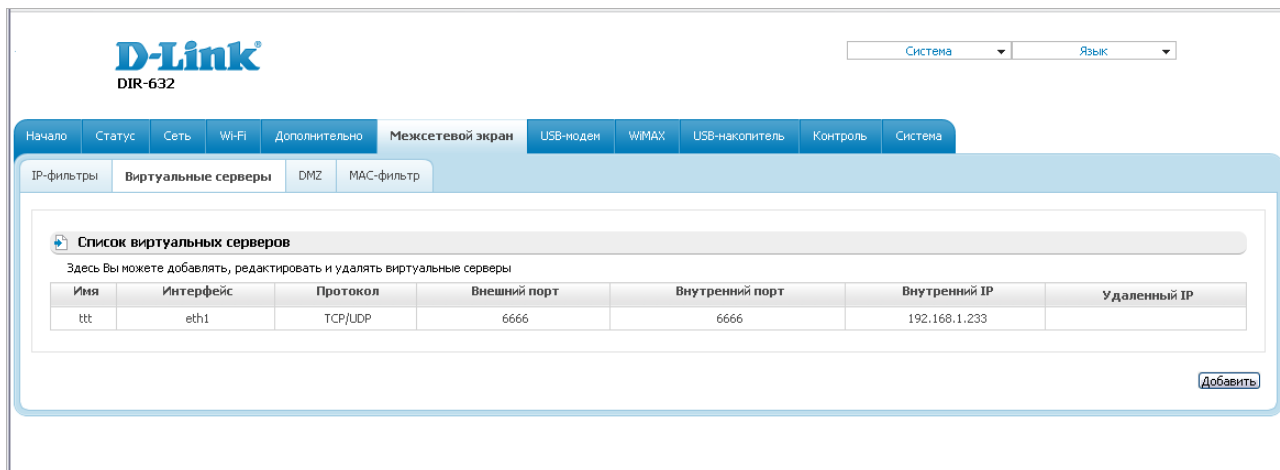 D-Link
DIR-632
Система
Язык
Начало Статус Сеть Wi-Fi Дополнительно Межсетевой экран USB-модем WiMAX USB-накопитель Контроль Система
IP-фильтры Виртуальные серверы DMZ MAC-фильтр
Список виртуальных серверов
Здесь Вы можете добавлять, редактировать и удалять виртуальные серверы
Имя Интерфейс Протокол Внешний порт Внутренний порт Внутренний IP Удаленный IP
ttt eth1 TCP/UDP 6666 6666 192.168.1.233
Добавить